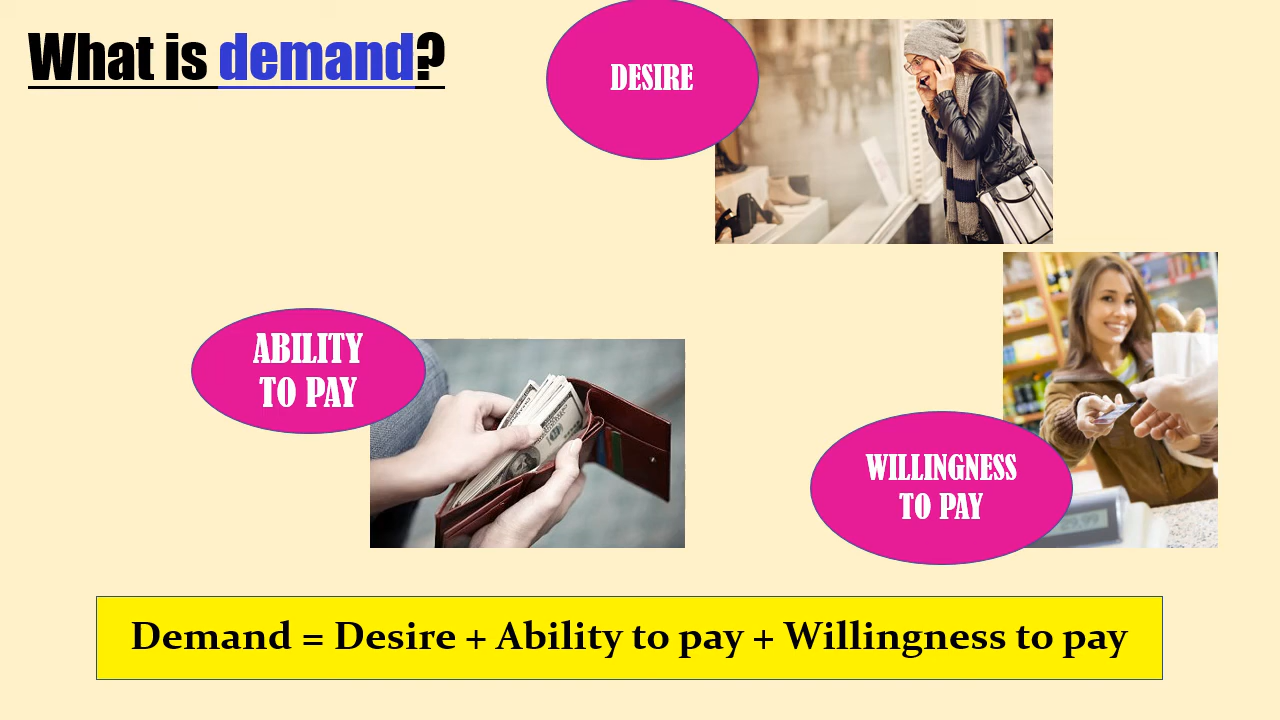 What is demand?
DESIRE
ABILITY
TO PAY
WILLINGNESS
TO PAY
Demand = Desire + Ability to pay + Willingness to pay